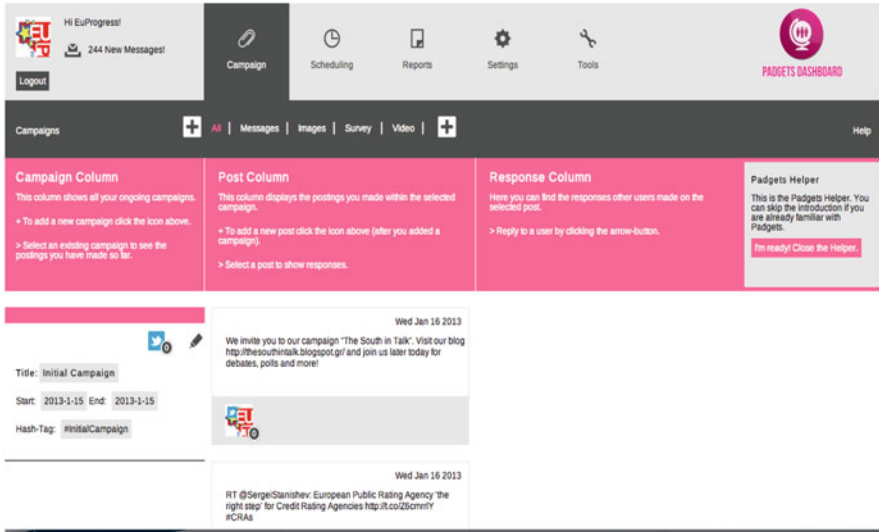 Hi EuProgress!
244 New Messages!
Logout
Campaign
Scheduling
Reports
Settings
Tools
PADGETS DASHBOARD
Campaigns
All | Messages | Images | Survey | Video |
Help
Campaign Column
This column shows all your ongoing campaigns.
+ To add a new campaign click the icon above.
> Select an existing campaign to see the
postings you have made so far.
Post Column
This column displays the postings you made within the selected
campaign.
+ To add a new post click the icon above (after you added a
campaign).
> Select a post to show responses.
Response Column
Here you can find the responses other users made on the
selected post.
> Reply to a user by clicking the arrow-button.
Padgets Helper
This is the Padgets Helper. You
can skip the introduction if you
are already familiar with
Padgets.
I'm ready! Close the Helper.
0
Title: Initial Campaign
Start: 2013-1-15 End: 2013-1-15
Hash-Tag: #InitialCampaign
Wed Jan 16 2013
We invite you to our campaign "The South in Talk". Visit our blog
http://thesouthintalk.blogspot.gr/ and join us later today for
debates, polls and more!
0
Wed Jan 16 2013
RT @SergeiStanishev: European Public Rating Agency 'the
right step' for Credit Rating Agencies
#CRAs